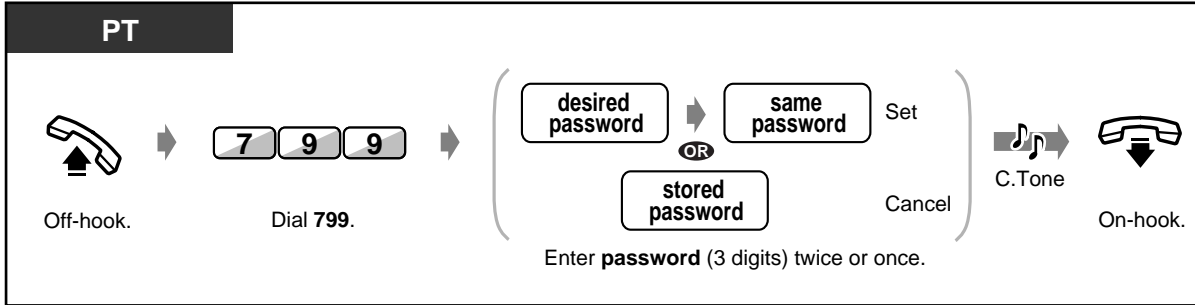 PT
desired
password
same
password
Set
OR
stored
password
Cancel
7 9 9
C.Tone
Off-hook.
Dial 799.
Enter password (3 digits) twice or once.
On-hook.